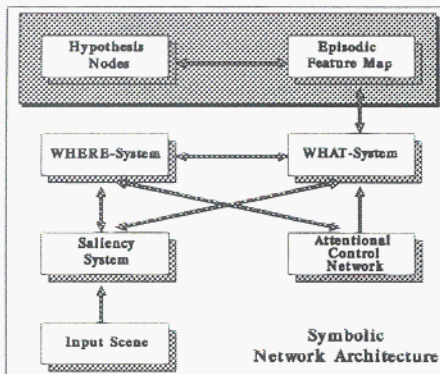 Hypothesis
Nodes
Episodic
Feature Map
WHERE-System
WHAT-System
Saliency
System
Attentional
Control
Network
Input Scene
Symbolic
Network Architecture